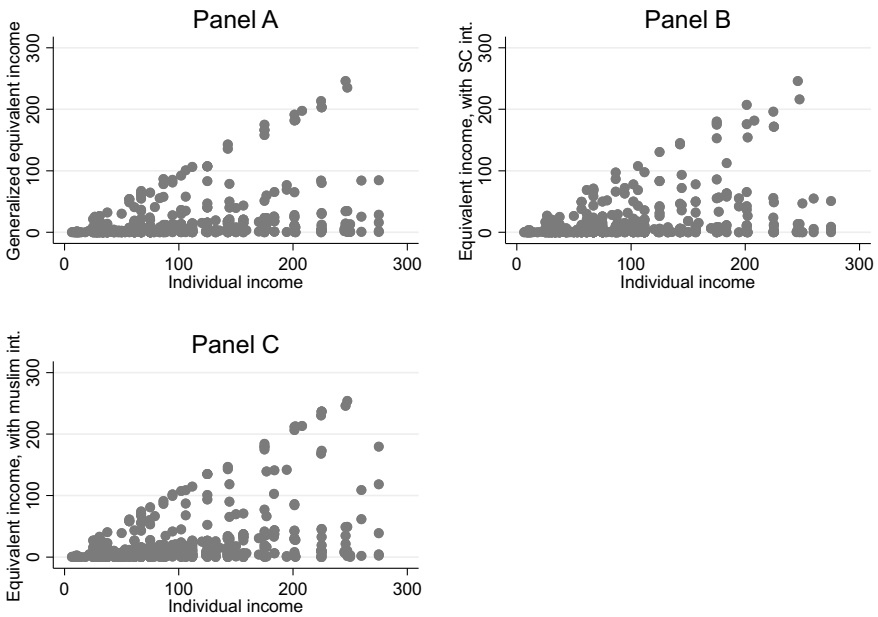 Panel A
Generalized equivalent income
300
200
100
0
0 100 200 300
Individual income
Panel B
Equivalent income, with SC int.
300
200
100
0
0 100 200 300
Individual income
Panel C
Equivalent income, with muslim int.
300
200
100
0
0 100 200 300
Individual income